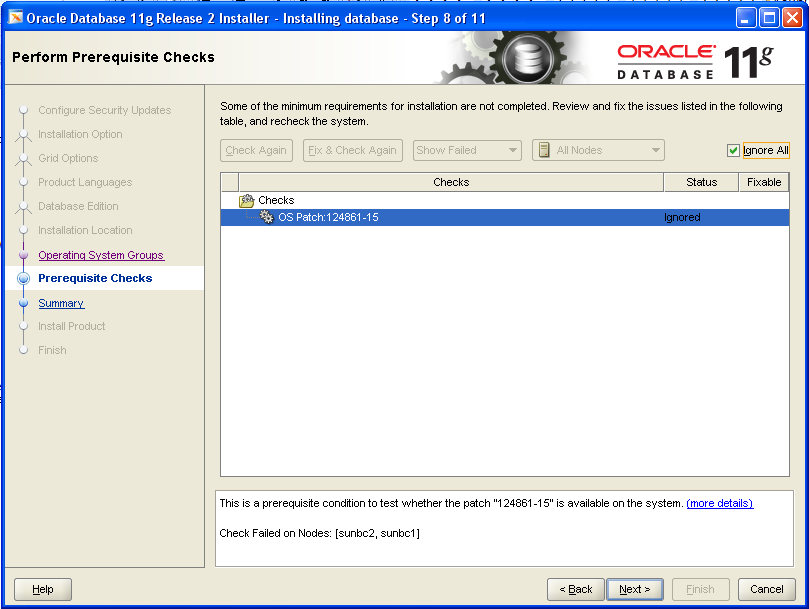 Oracle Database 11g Release 2 Installer - Installing database - Step 8 of 11
Perform Prerequisite Checks
ORACLE
DATABASE
11g
Configure Security Updates
Installation Option
Grid Options
Product Languages
Database Edition
Installation Location
Operating System Groups
Prerequisite Checks
Summary
Install Product
Finish
Some of the minimum requirements for installation are not completed. Review and fix the issues listed in the following
table, and recheck the system.
Check Again
Fix & Check Again
Show Failed
All Nodes
Ignore All
Checks Status Fixable
Checks
OS Patch:124861-15 Ignored
This is a prerequisite condition to test whether the patch "124861-15" is available on the system. (more details)
Check Failed on Nodes: [sunbc2, sunbc1]
Help
< Back
Next >
Finish
Cancel